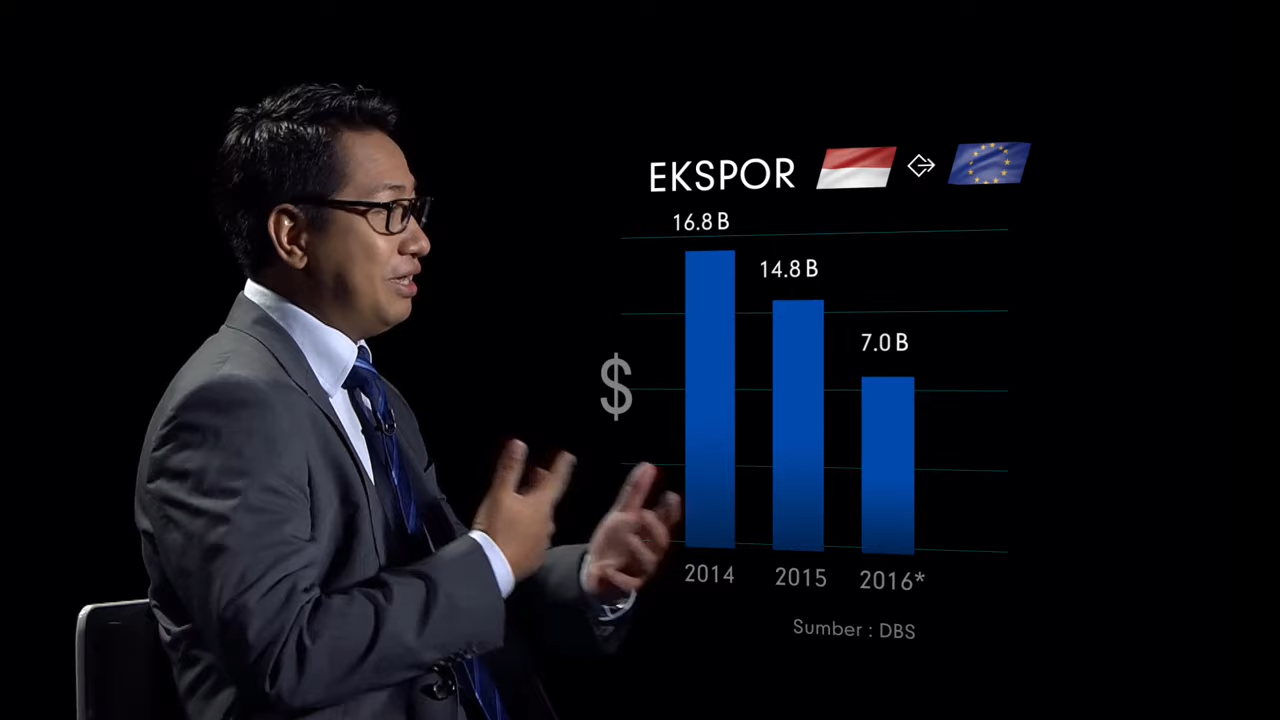 EKSPOR
16.8 B
14.8 B
7.0 B
$
2014 2015 2016*
Sumber : DBS